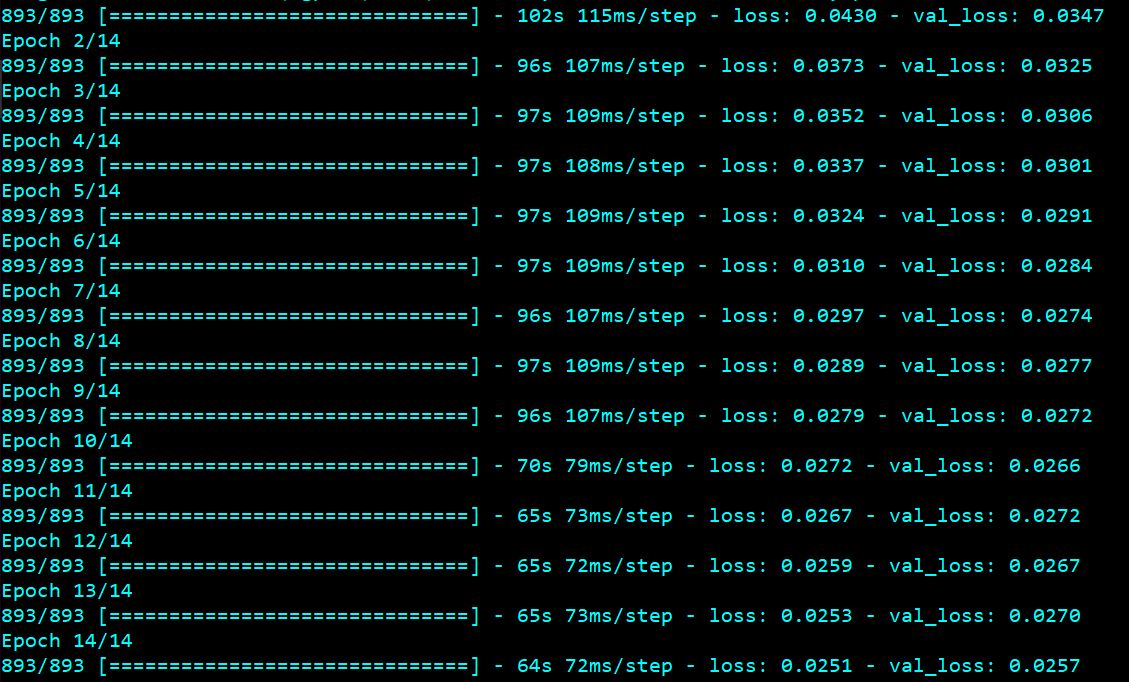 893/893 [==============================] - 102s 115ms/step - loss: 0.0430 - val_loss: 0.0347
Epoch 2/14
893/893 [==============================] - 96s 107ms/step - loss: 0.0373 - val_loss: 0.0325
Epoch 3/14
893/893 [==============================] - 97s 109ms/step - loss: 0.0352 - val_loss: 0.0306
Epoch 4/14
893/893 [==============================] - 97s 108ms/step - loss: 0.0337 - val_loss: 0.0301
Epoch 5/14
893/893 [==============================] - 97s 109ms/step - loss: 0.0324 - val_loss: 0.0291
Epoch 6/14
893/893 [==============================] - 97s 109ms/step - loss: 0.0310 - val_loss: 0.0284
Epoch 7/14
893/893 [==============================] - 96s 107ms/step - loss: 0.0297 - val_loss: 0.0274
Epoch 8/14
893/893 [==============================] - 97s 109ms/step - loss: 0.0289 - val_loss: 0.0277
Epoch 9/14
893/893 [==============================] - 96s 107ms/step - loss: 0.0279 - val_loss: 0.0272
Epoch 10/14
893/893 [==============================] - 70s 79ms/step - loss: 0.0272 - val_loss: 0.0266
Epoch 11/14
893/893 [==============================] - 65s 73ms/step - loss: 0.0267 - val_loss: 0.0272
Epoch 12/14
893/893 [==============================] - 65s 72ms/step - loss: 0.0259 - val_loss: 0.0267
Epoch 13/14
893/893 [==============================] - 65s 73ms/step - loss: 0.0253 - val_loss: 0.0270
Epoch 14/14
893/893 [==============================] - 64s 72ms/step - loss: 0.0251 - val_loss: 0.0257